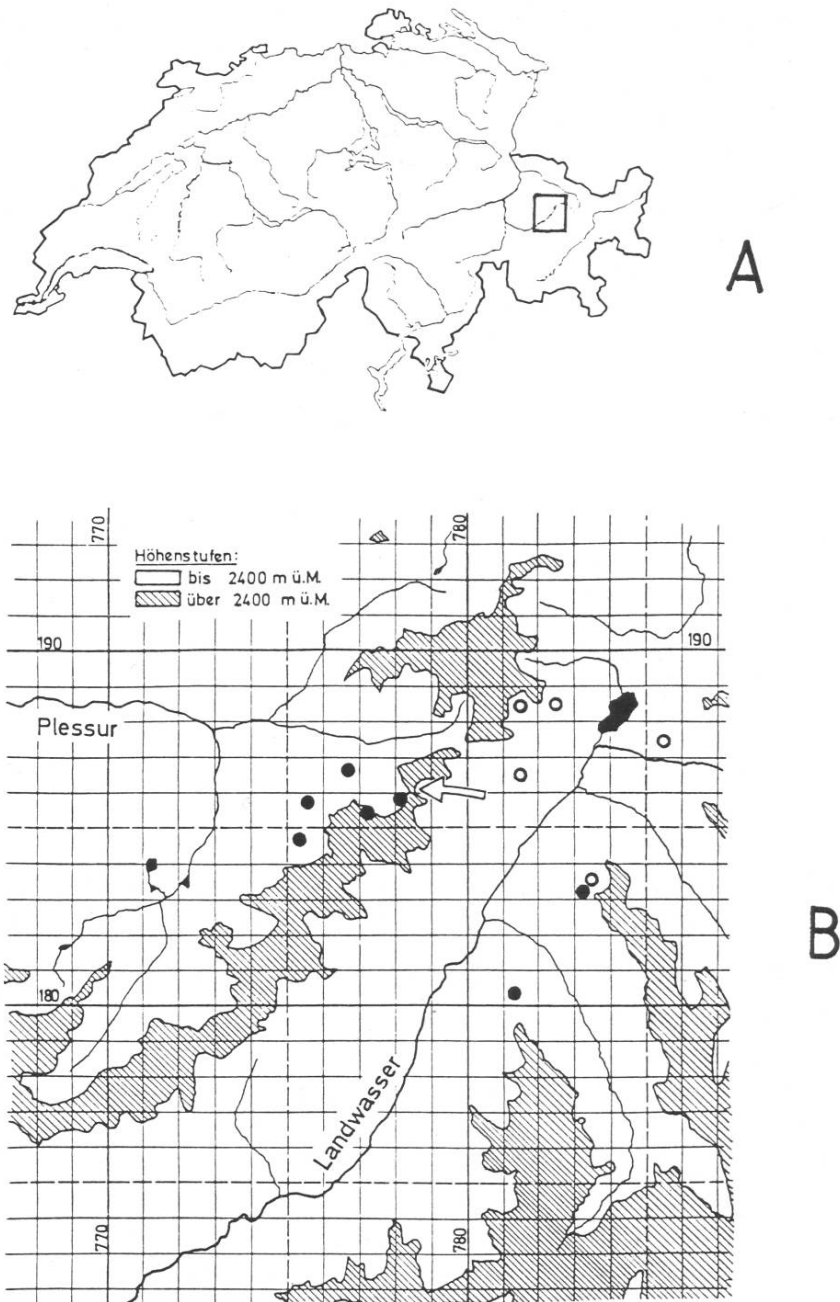 A
770
780
Höhenstufen:
bis 2400 m ü.M.
über 2400 m ü.M.
190
190
Plessur
B
180
Landwasser
770
780